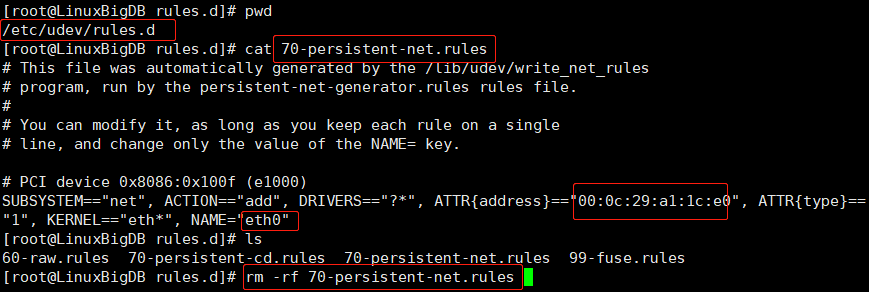 [root@LinuxBigDB rules.d]# pwd
/etc/udev/rules.d
[root@LinuxBigDB rules.d]# cat 70-persistent-net.rules
# This file was automatically generated by the /lib/udev/write_net_rules
# program, run by the persistent-net-generator.rules rules file.
#
# You can modify it, as long as you keep each rule on a single
# line, and change only the value of the NAME= key.

# PCI device 0x8086:0x100f (e1000)
SUBSYSTEM=="net", ACTION=="add", DRIVERS=="?*", ATTR{address}=="00:0c:29:a1:1c:e0", ATTR{type}==
"1", KERNEL=="eth*", NAME="eth0"
[root@LinuxBigDB rules.d]# ls
60-raw.rules  70-persistent-cd.rules  70-persistent-net.rules  99-fuse.rules
[root@LinuxBigDB rules.d]# rm -rf 70-persistent-net.rules